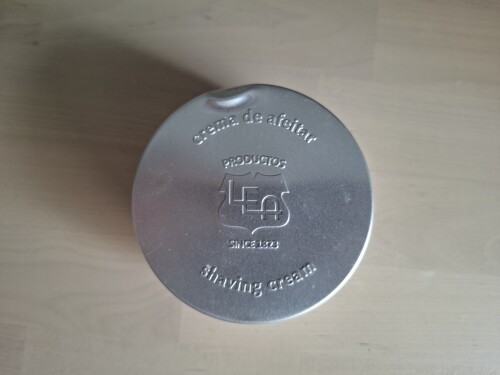 crema de afeitar
PRODUCTOS
LEA
SINCE 1823
shaving cream